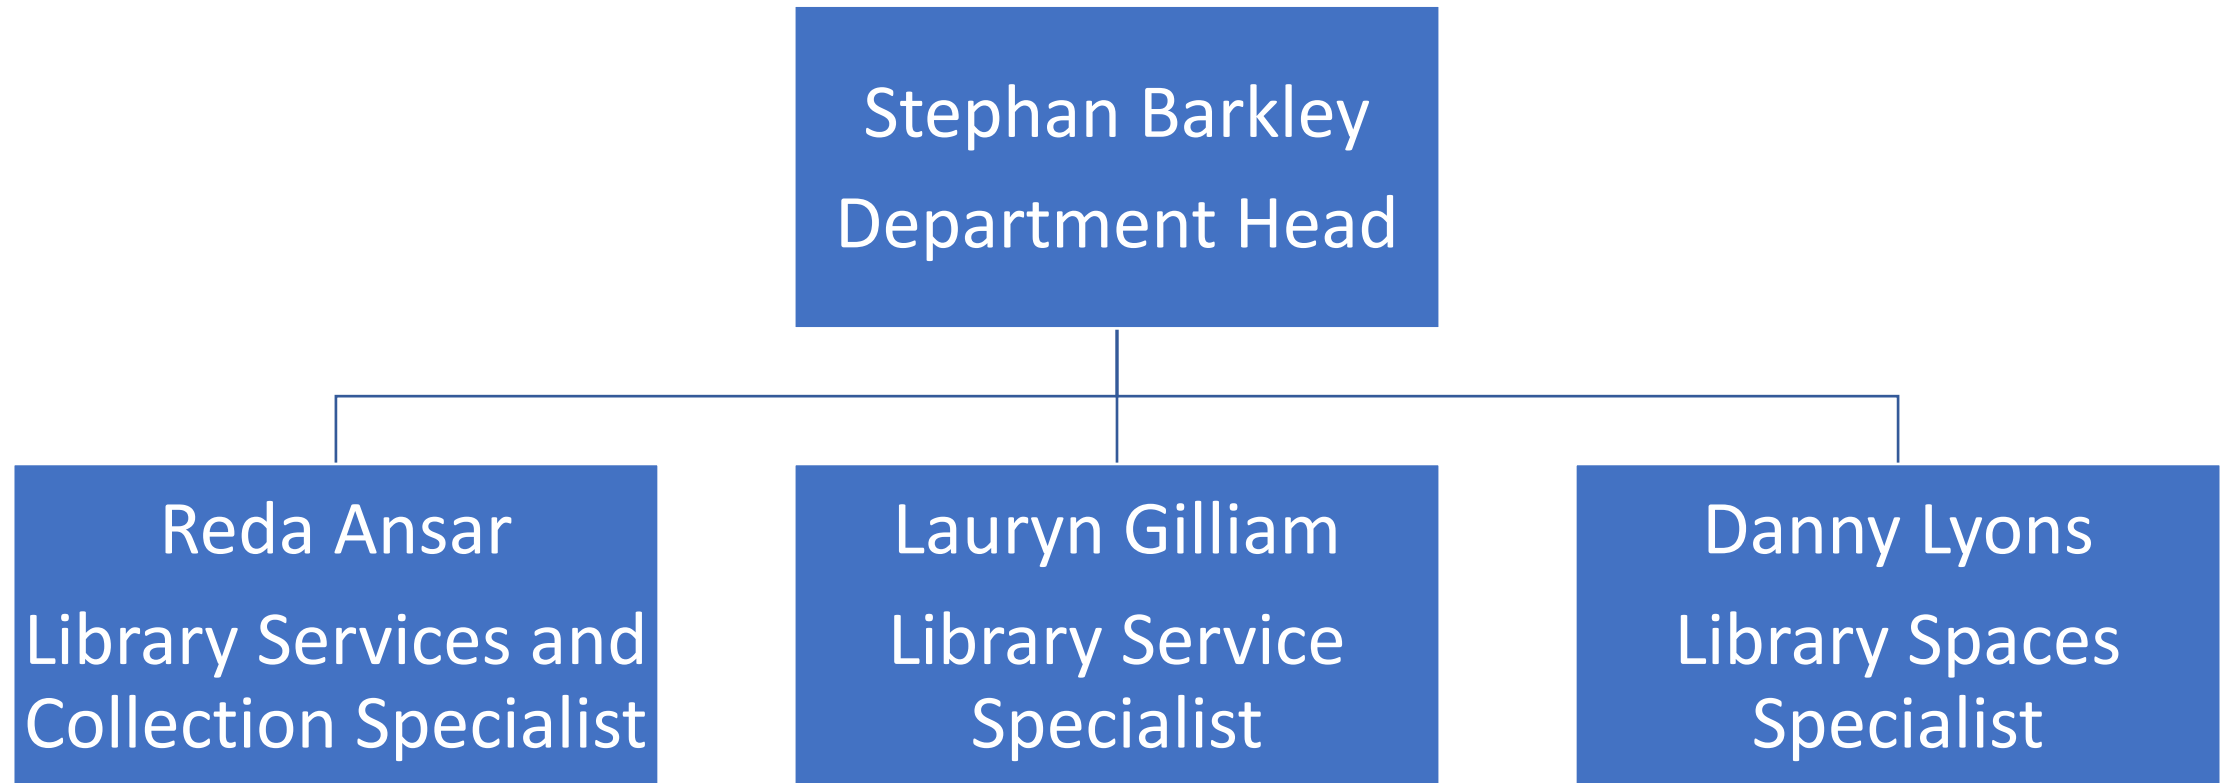 Stephan Barkley
Department Head
Reda Ansar
Library Services and
Collection Specialist
Lauryn Gilliam
Library Service
Specialist
Danny Lyons
Library Spaces
Specialist